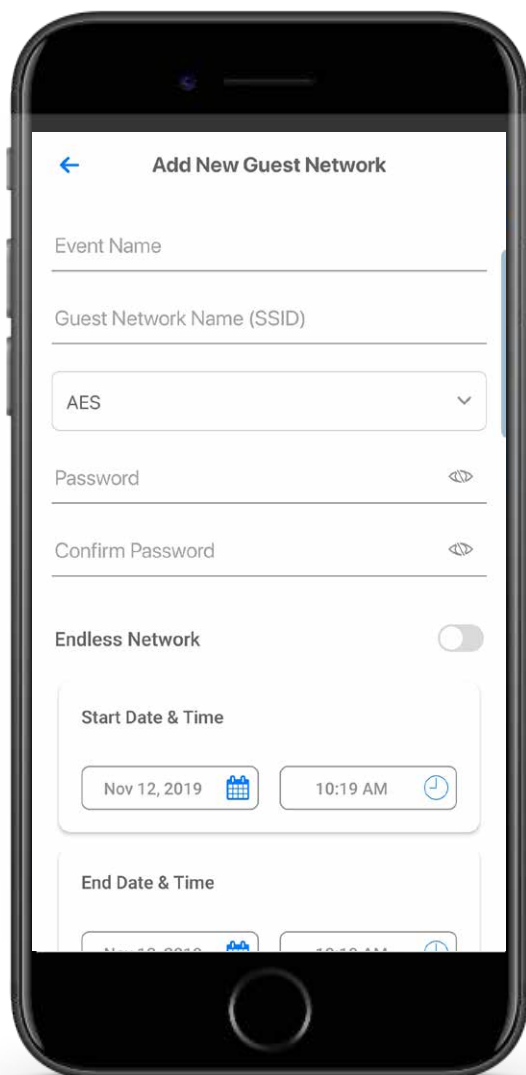 Add New Guest Network
Event Name
Guest Network Name (SSID)
AES
Password
Confirm Password
Endless Network
Start Date & Time
Nov 12, 2019 10:19 AM
End Date & Time